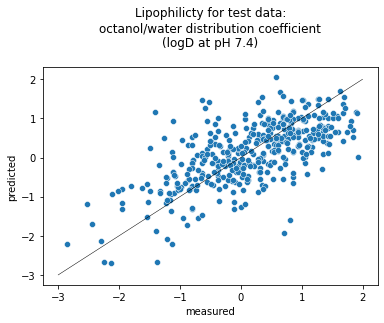 Lipophilicty for test data:
octanol/water distribution coefficient
(logD at pH 7.4)
2
1
0
−1
−2
−3
predicted
−3 −2 −1 0 1 2
measured